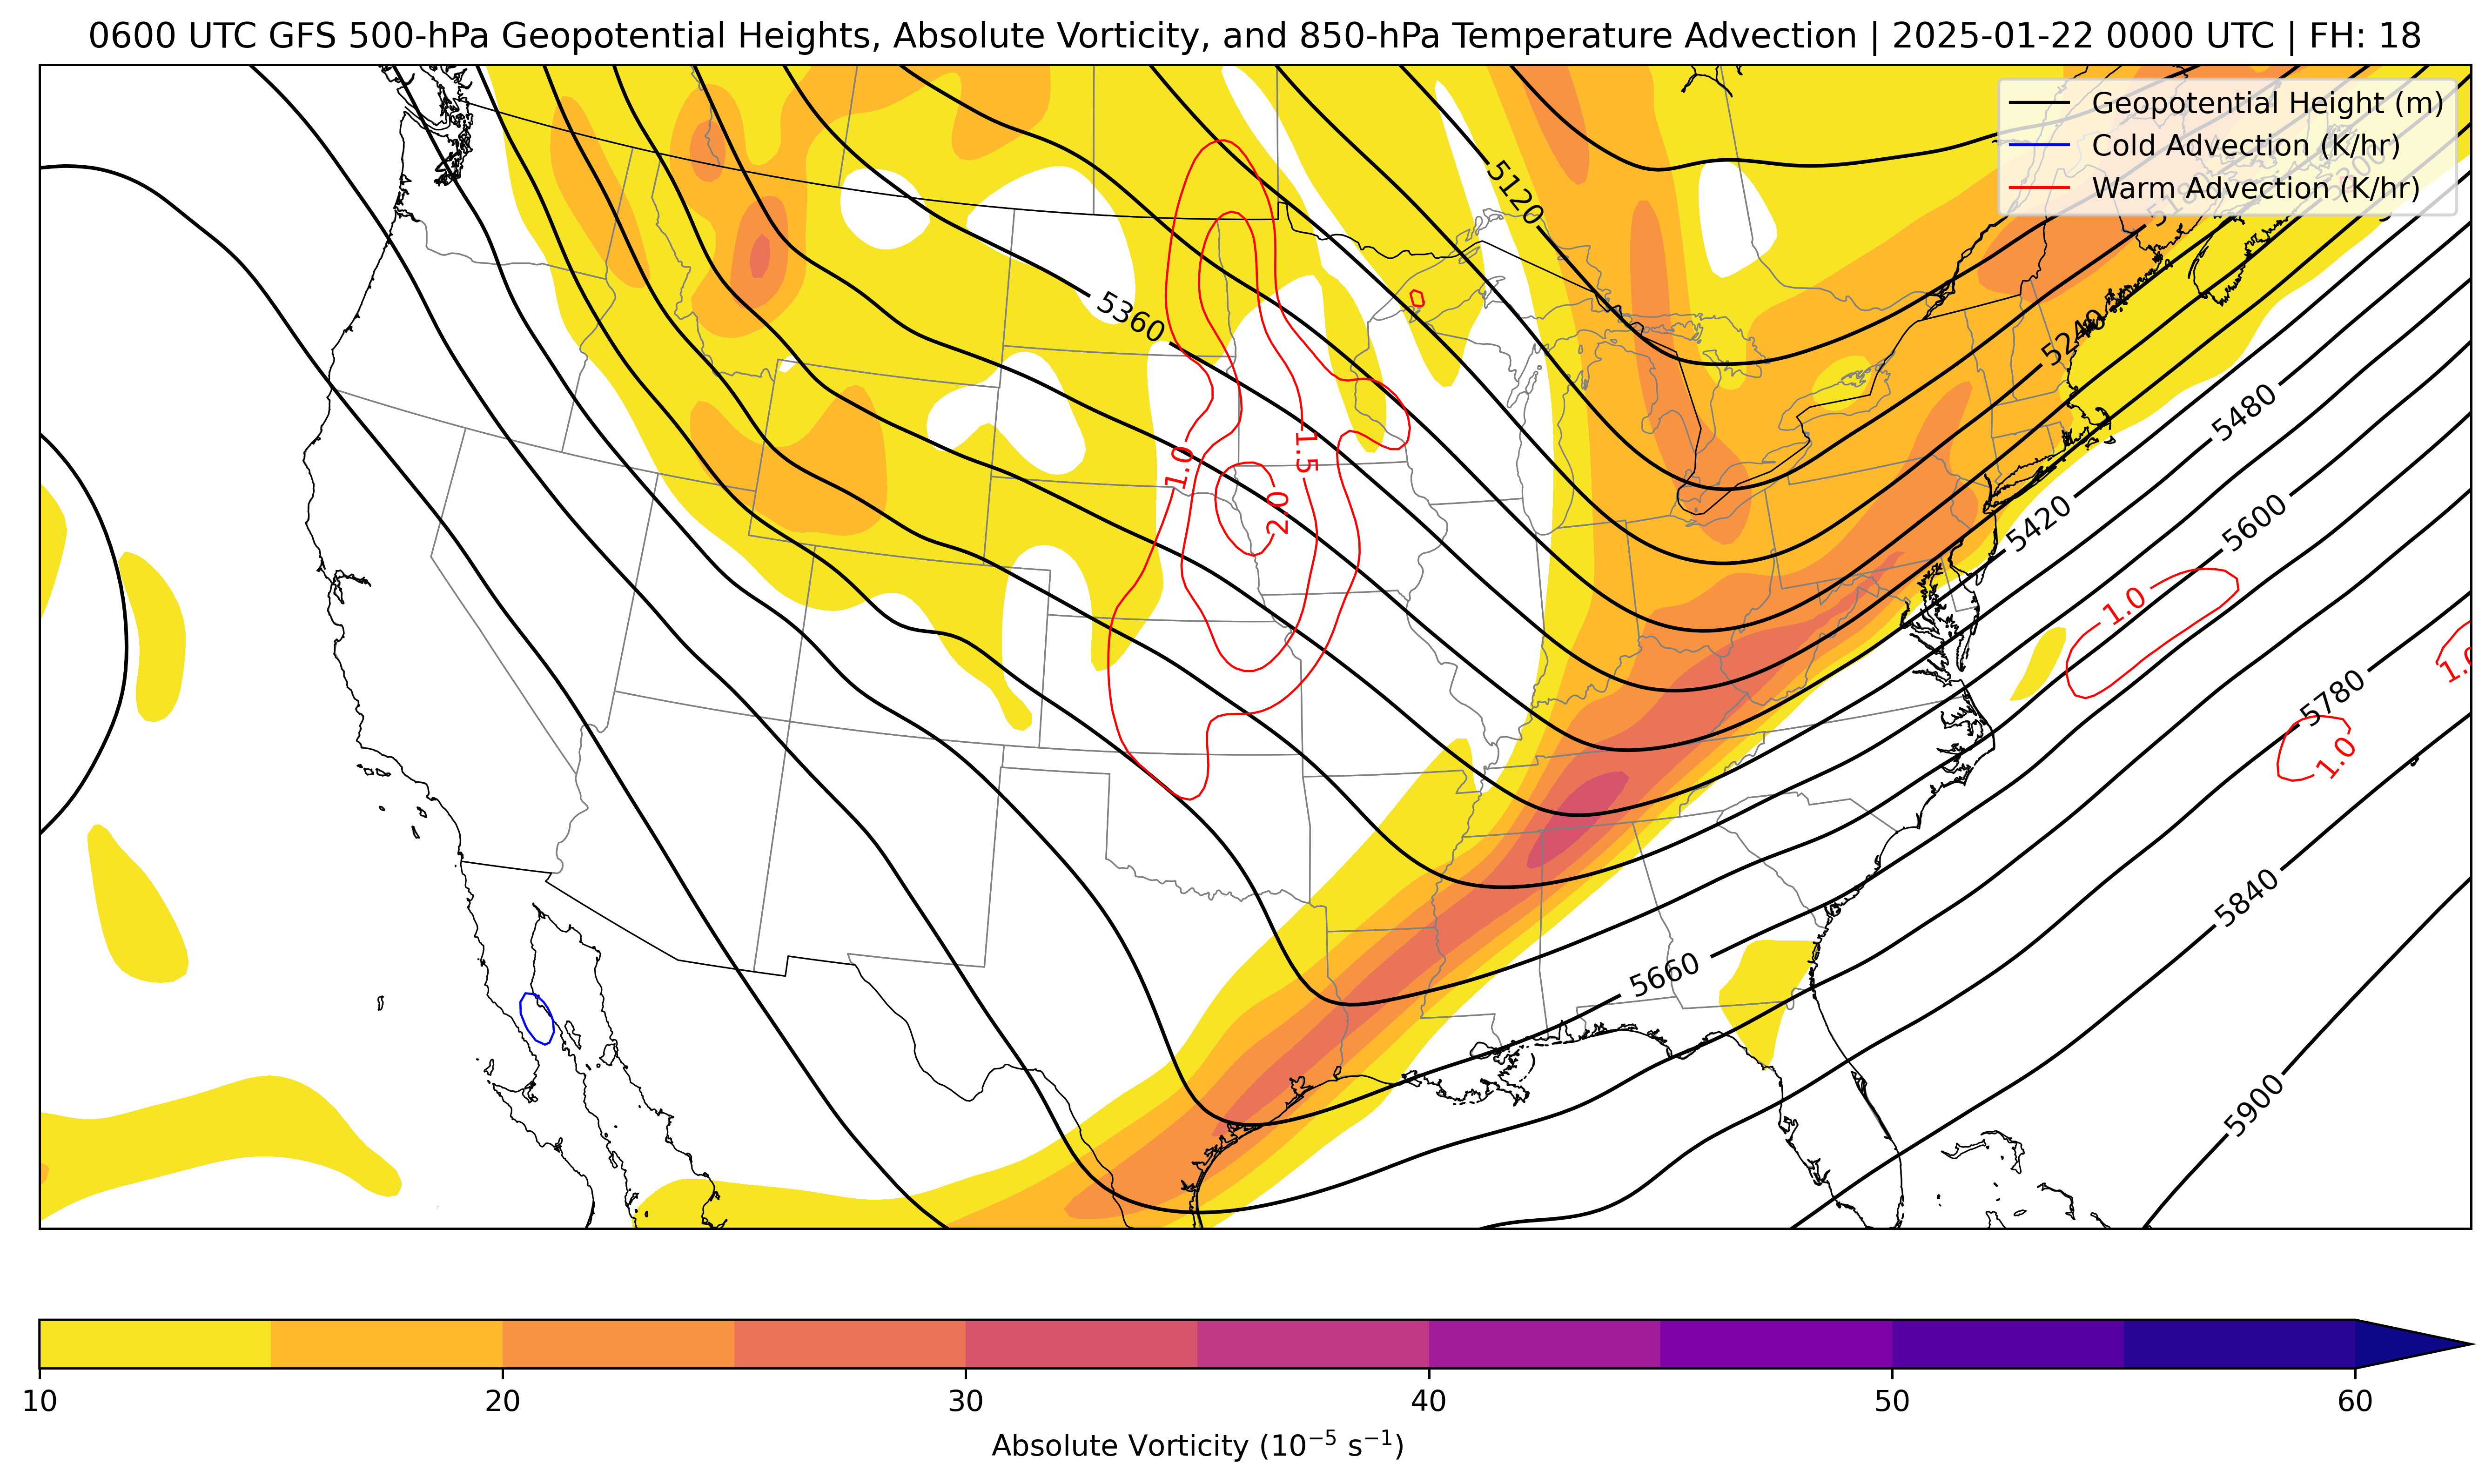 0600 UTC GFS 500-hPa Geopotential Heights, Absolute Vorticity, and 850-hPa Temperature Advection | 2025-01-22 0000 UTC | FH: 18
Geopotential Height (m)
Cold Advection (K/hr)
Warm Advection (K/hr)
5120
5360
5240
5480
5420
5600
5780
5840
5660
5900
1.0
1.5
2.0
1.0
1.0
1.0
10 20 30 40 50 60
Absolute Vorticity (10⁻⁵ s⁻¹)